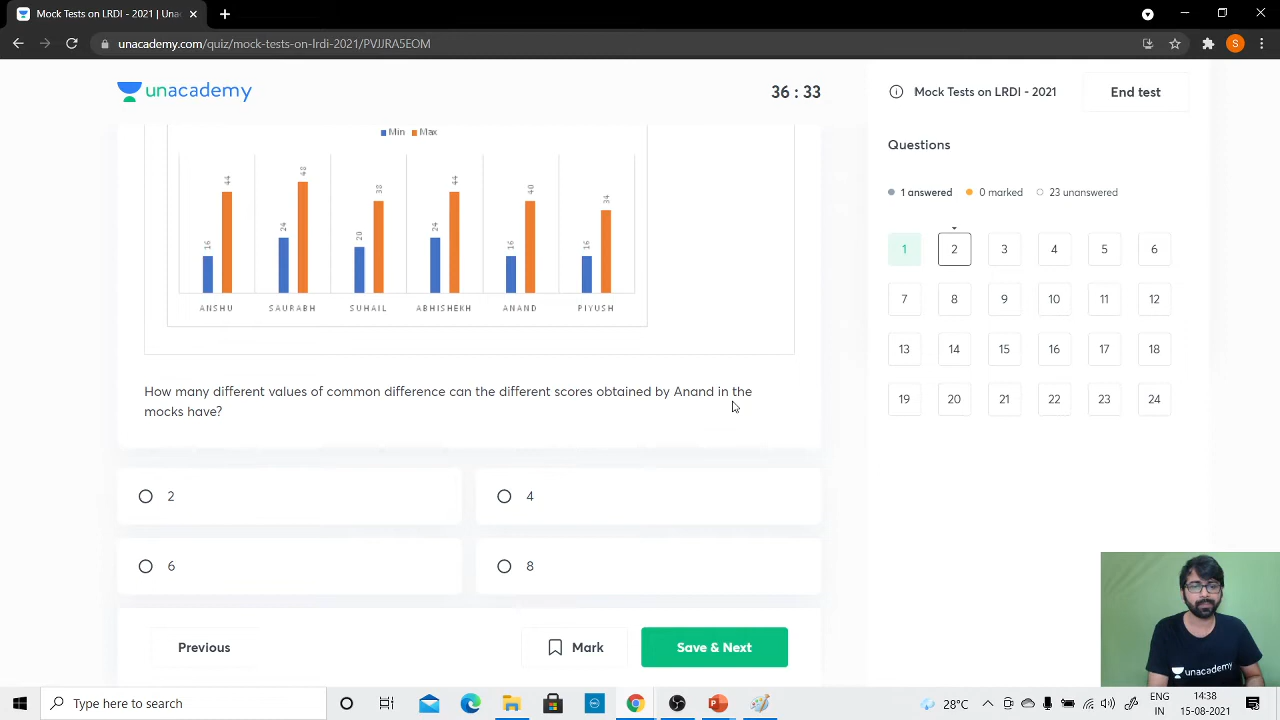 Mock Tests on LRDI - 2021 | Una
unacademy.com/quiz/mock-tests-on-lrdi-2021/PVJJRA5EOM
S
unacademy
36 : 33
Mock Tests on LRDI - 2021
End test
Min Max
Questions
1 answered
0 marked
23 unanswered
44 48 38 44 40 34
16 24 20 24 16 16
ANSHU SAURABH SUHAIL ABHISHEKH ANAND PIYUSH
1 2 3 4 5 6
7 8 9 10 11 12
13 14 15 16 17 18
19 20 21 22 23 24
How many different values of common difference can the different scores obtained by Anand in the
mocks have?
2
4
6
8
Previous
Mark
Save & Next
unacademy
Type here to search
28°C
ENG
IN
14:38
15-08-2021